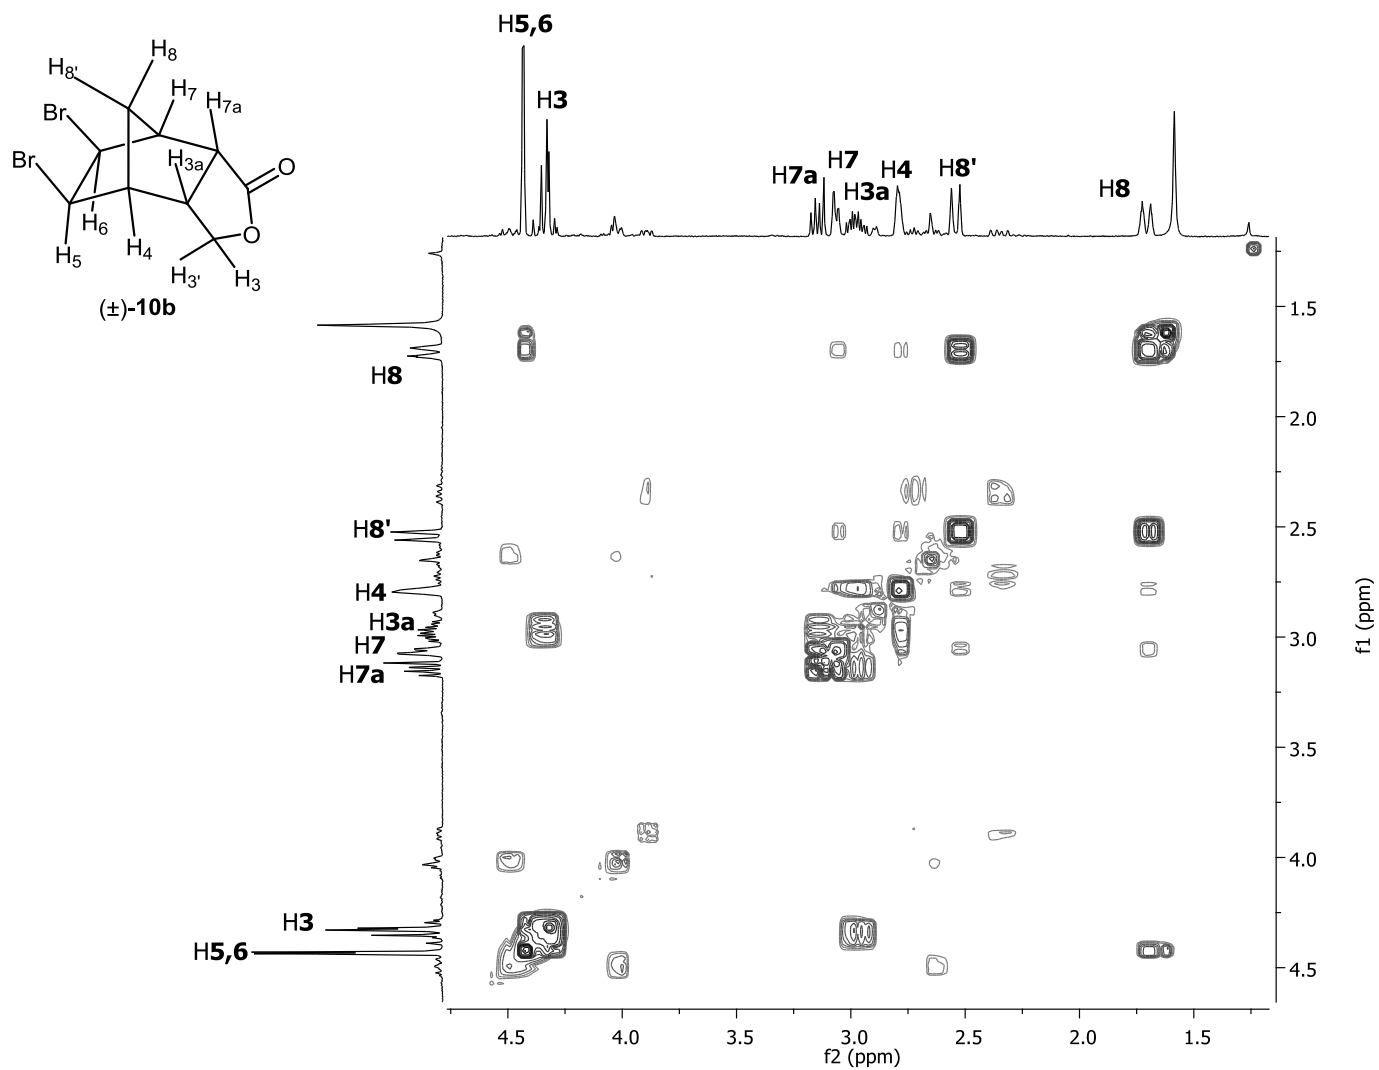 H5,6
H8
H8'
H3
H7
H7a
Br
Br
H3a
O
H7 H4 H8'
H7a
H3a
H8
H6
H4
O
H5
H3'
H3
(±)-10b
1.5
H8
2.0
H8'
2.5
H4
H3a
3.0
H7
H7a
f1 (ppm)
3.5
4.0
H3
H5,6
4.5
4.5 4.0 3.5 3.0 2.5 2.0 1.5
f2 (ppm)